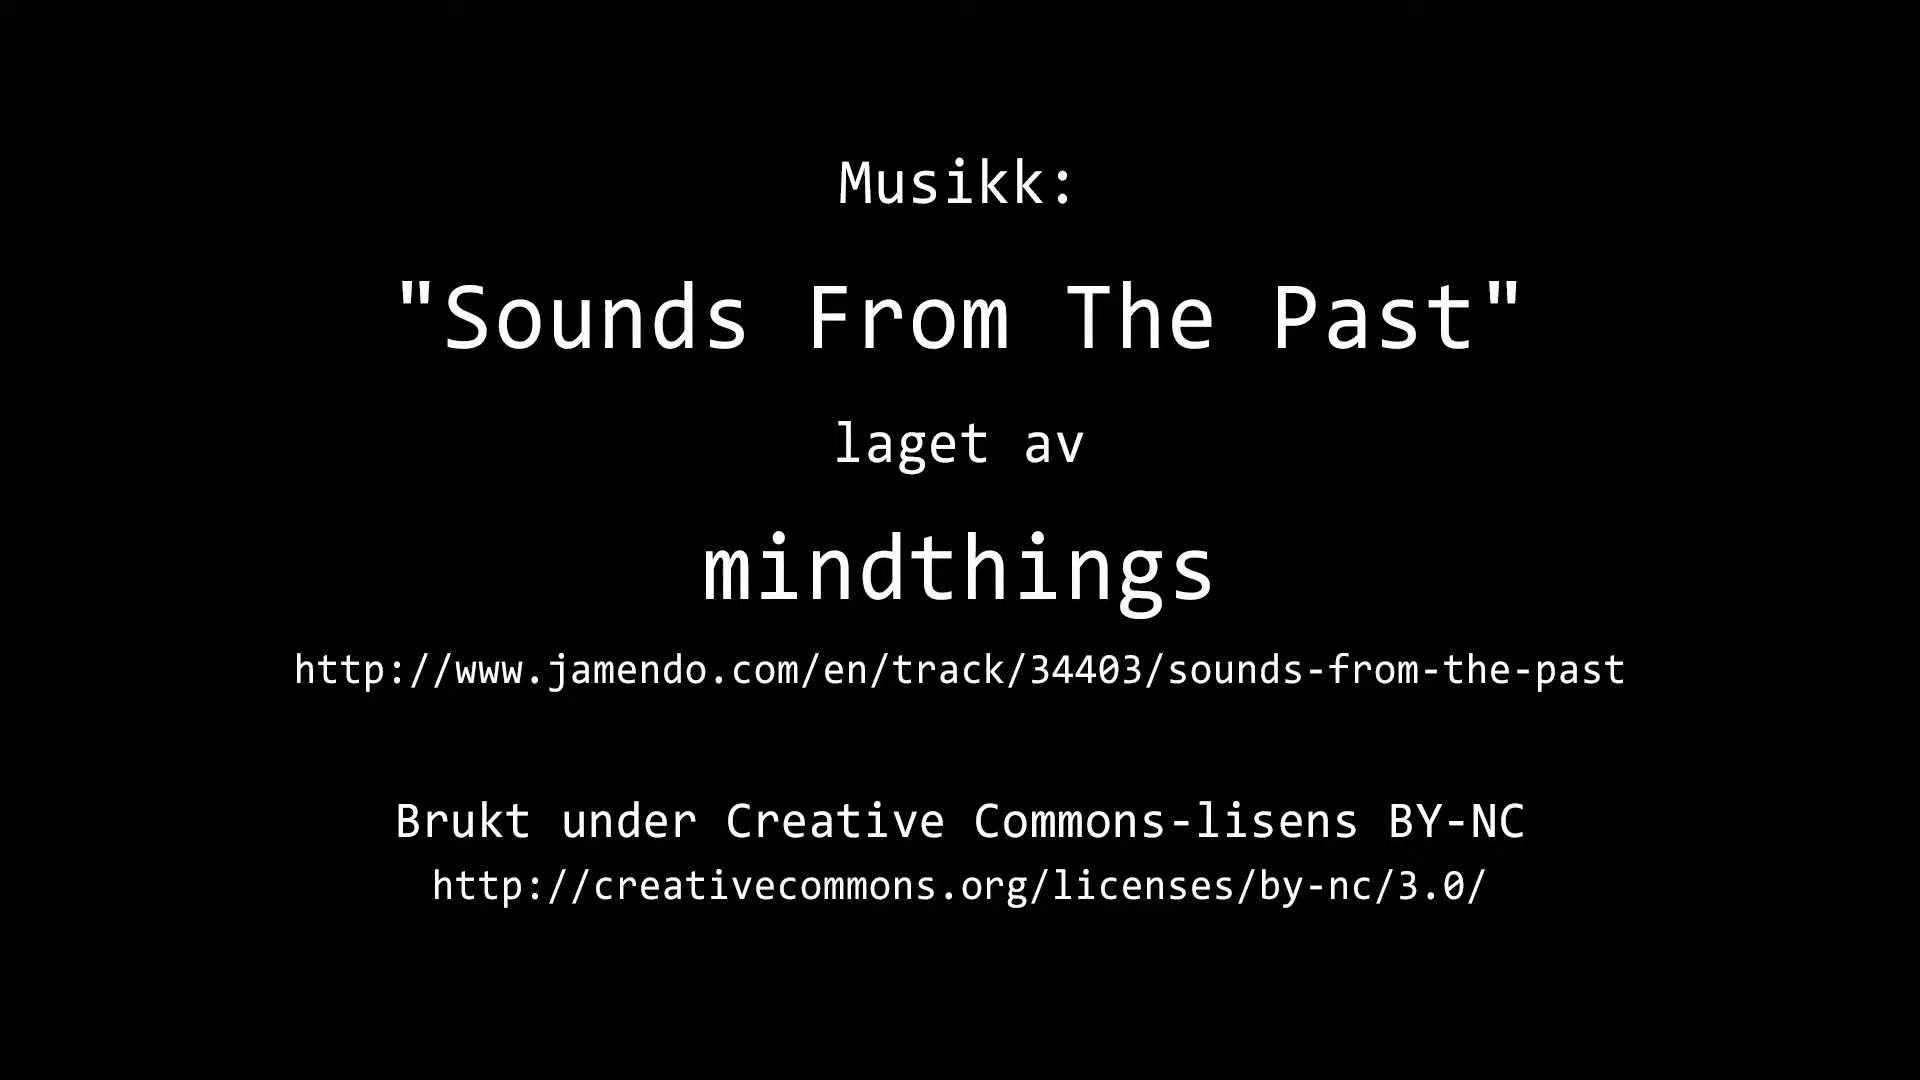 Musikk:
"Sounds From The Past"
laget av
mindthings
http://www.jamendo.com/en/track/34403/sounds-from-the-past
Brukt under Creative Commons-lisens BY-NC
http://creativecommons.org/licenses/by-nc/3.0/